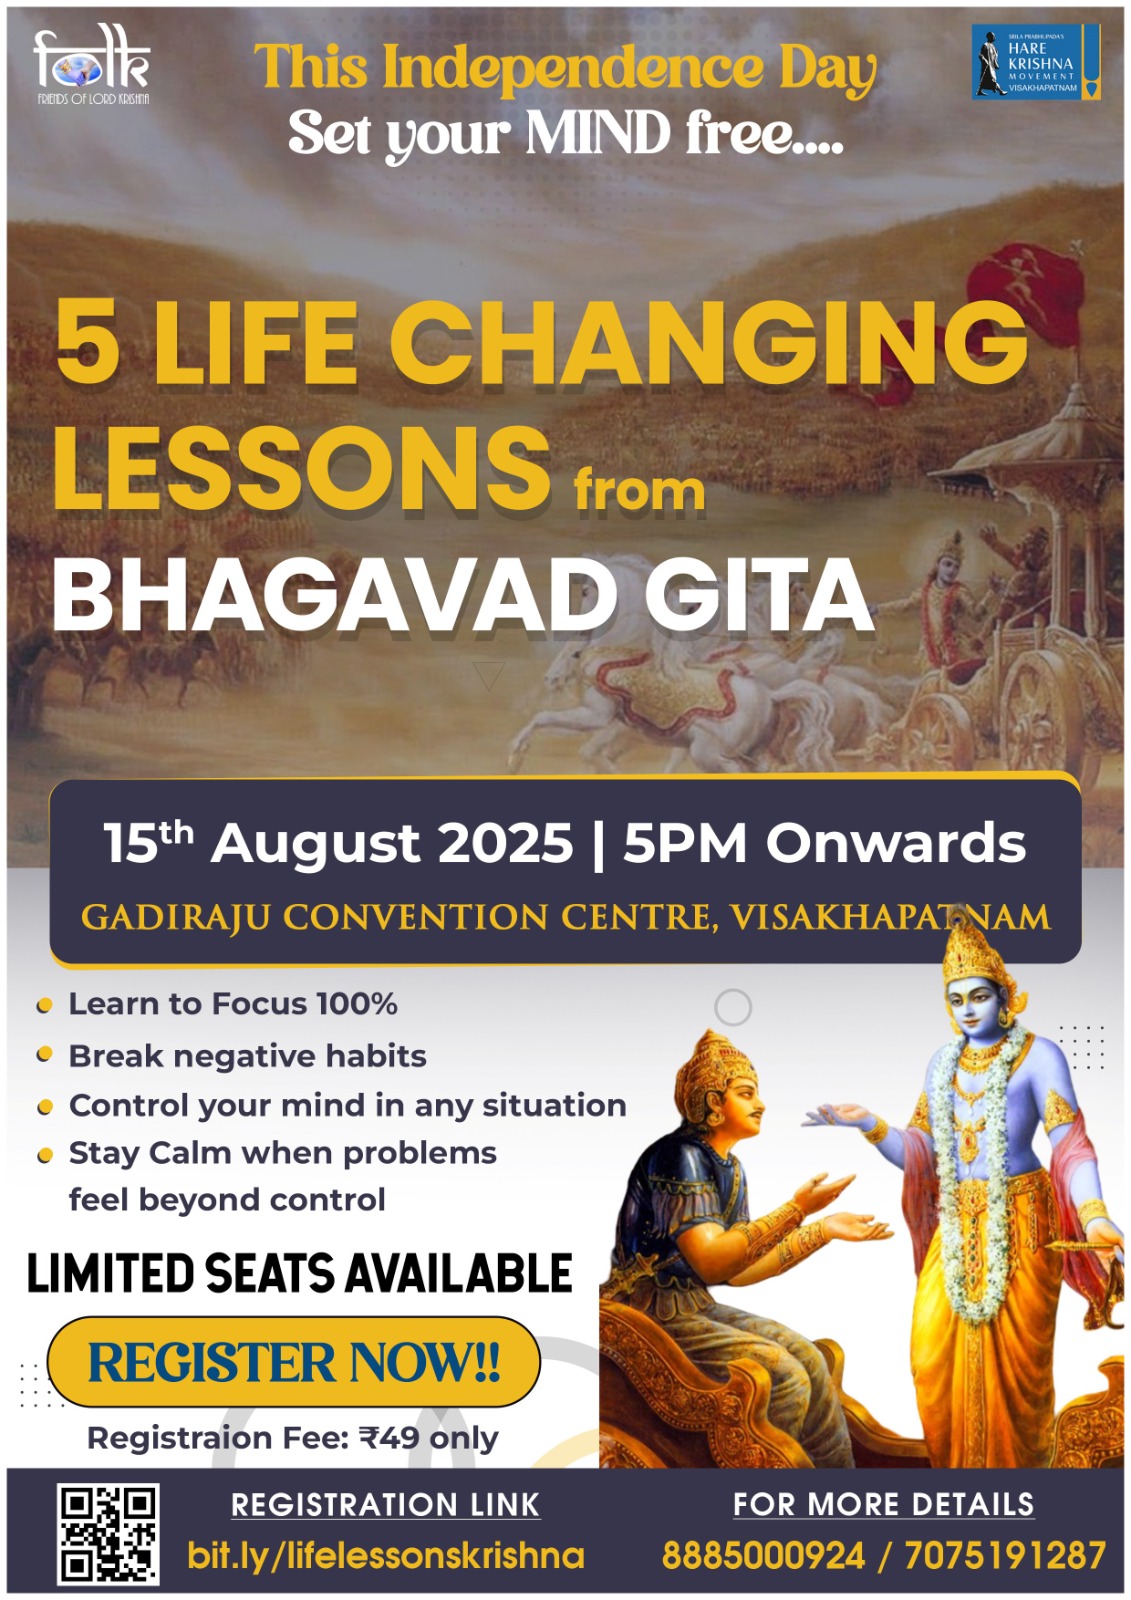 folk
FRIENDS OF LORD KRISHNA
This Independence Day
Set your MIND free....
SRILA PRABHUPADA'S
HARE
KRISHNA
MOVEMENT
VISAKHAPATNAM
5 LIFE CHANGING
LESSONS from
BHAGAVAD GITA
15th August 2025 | 5PM Onwards
GADIRAJU CONVENTION CENTRE, VISAKHAPATNAM
Learn to Focus 100%
Break negative habits
Control your mind in any situation
Stay Calm when problems
feel beyond control
LIMITED SEATS AVAILABLE
REGISTER NOW!!
Registraion Fee: ₹49 only
REGISTRATION LINK
bit.ly/lifelessonskrishna
FOR MORE DETAILS
8885000924 / 7075191287